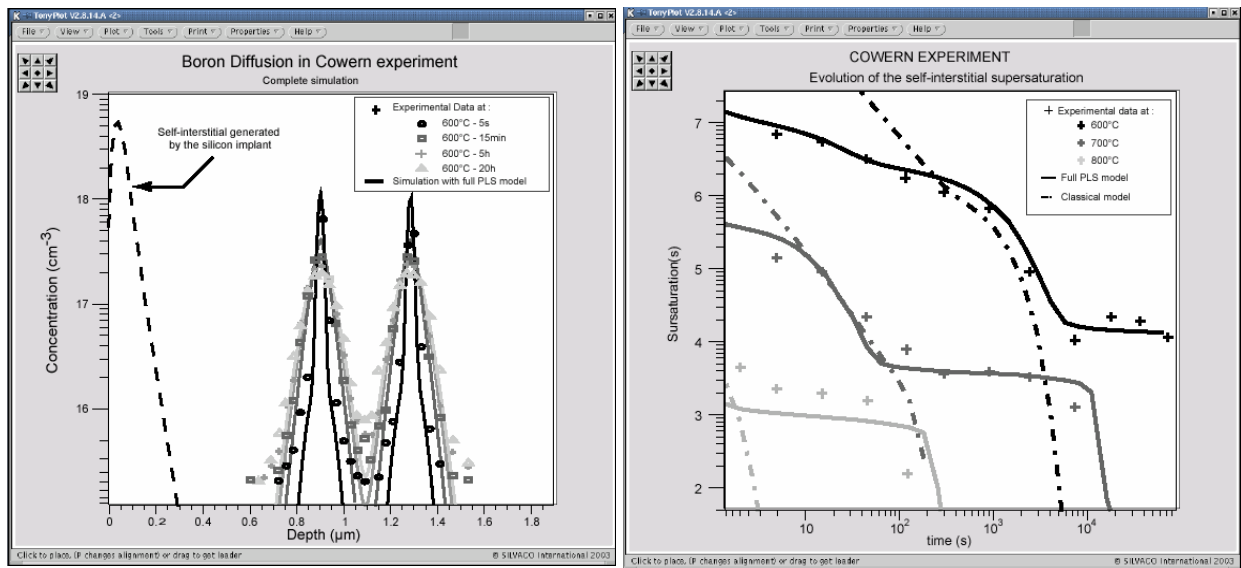 TonyPlot V2.8.14.A <2>
File View Plot Tools Print Properties Help
Boron Diffusion in Cowern experiment
Complete simulation
Experimental Data at :
600°C - 5s
600°C - 15min
600°C - 5h
600°C - 20h
Simulation with full PLS model
Self-interstitial generated
by the silicon implant
Concentration (cm-3)
19
18
17
16
0 0.2 0.4 0.6 0.8 1 1.2 1.4 1.6 1.8
Depth (µm)
Click to place, (P changes alignment) or drag to get leader
© SILVACO International 2003
TonyPlot V2.8.14.A <2>
File View Plot Tools Print Properties Help
COWERN EXPERIMENT
Evolution of the self-interstitial supersaturation
Experimental data at :
600°C
700°C
800°C
Full PLS model
Classical model
Sursaturation(s)
7
6
5
4
3
2
10 10² 10³ 10⁴
time (s)
Click to place, (P changes alignment) or drag to get leader
© SILVACO International 2003